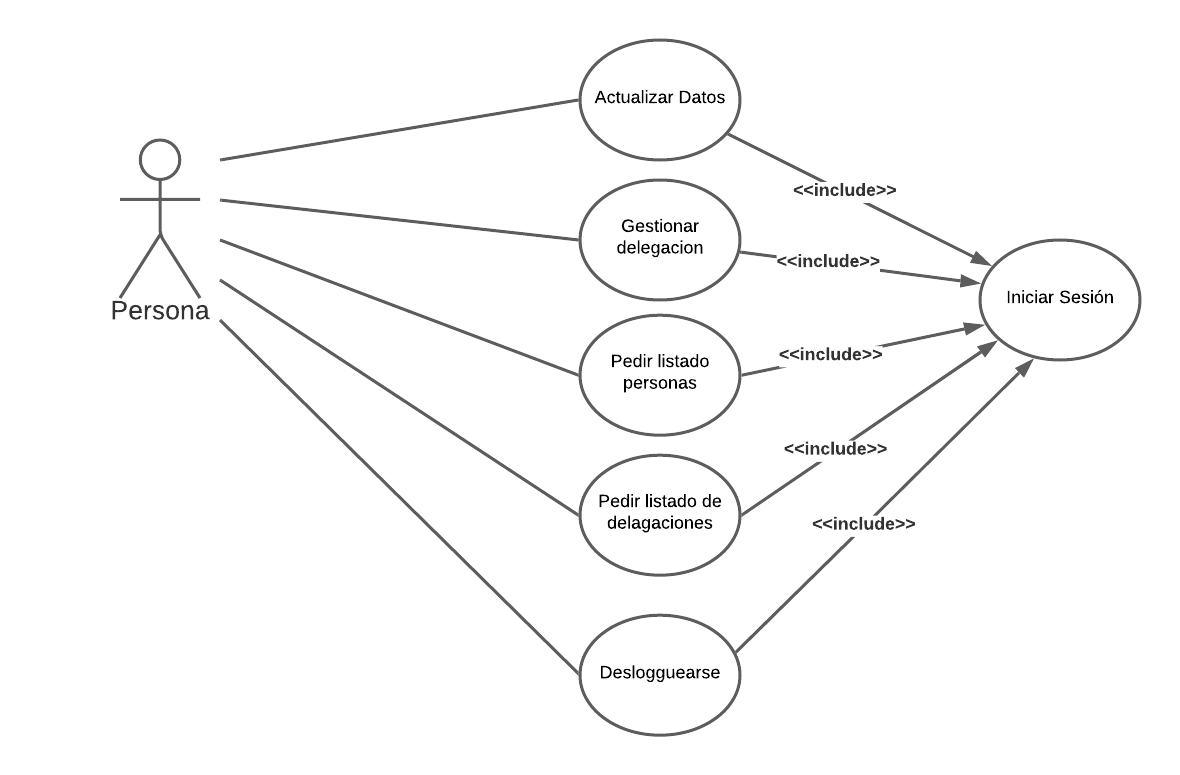 Actualizar Datos
<<include>>
Gestionar
delegacion
<<include>>
Iniciar Sesión
Persona
Pedir listado
personas
<<include>>
<<include>>
Pedir listado de
delagaciones
<<include>>
Deslogguearse